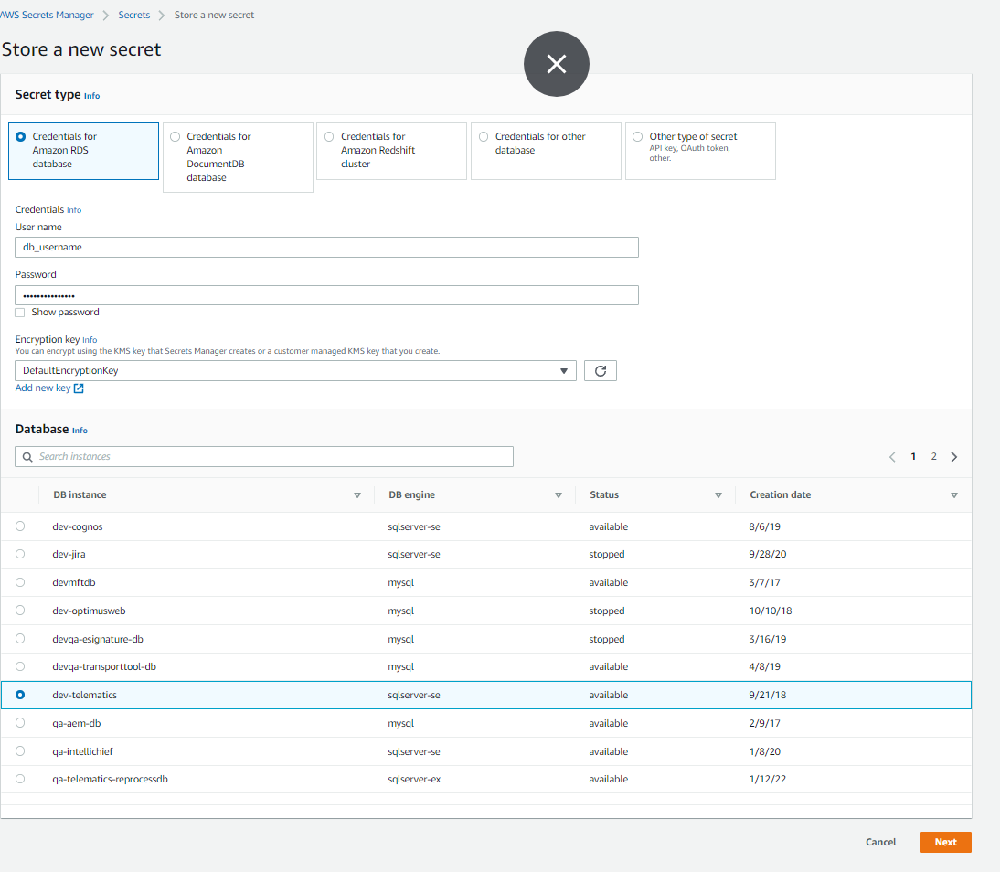 AWS Secrets Manager > Secrets > Store a new secret
Store a new secret
Secret type Info
Credentials for
Amazon RDS
database
Credentials for
Amazon
DocumentDB
database
Credentials for
Amazon Redshift
cluster
Credentials for other
database
Other type of secret
API key, OAuth token,
other.
Credentials Info
User name
db_username
Password
•••••••••••••••
Show password
Encryption key Info
You can encrypt using the KMS key that Secrets Manager creates or a customer managed KMS key that you create.
DefaultEncryptionKey
Add new key
Database Info
Search instances
1 2
DB instance DB engine Status Creation date
dev-cognos sqlserver-se available 8/6/19
dev-jira sqlserver-se stopped 9/28/20
devmftdb mysql available 3/7/17
dev-optimusweb mysql stopped 10/10/18
devqa-esignature-db mysql stopped 3/16/19
devqa-transporttool-db mysql available 4/8/19
dev-telematics sqlserver-se available 9/21/18
qa-aem-db mysql available 2/9/17
qa-intellichief sqlserver-se available 1/8/20
qa-telematics-reprocessdb sqlserver-ex available 1/12/22
Cancel Next